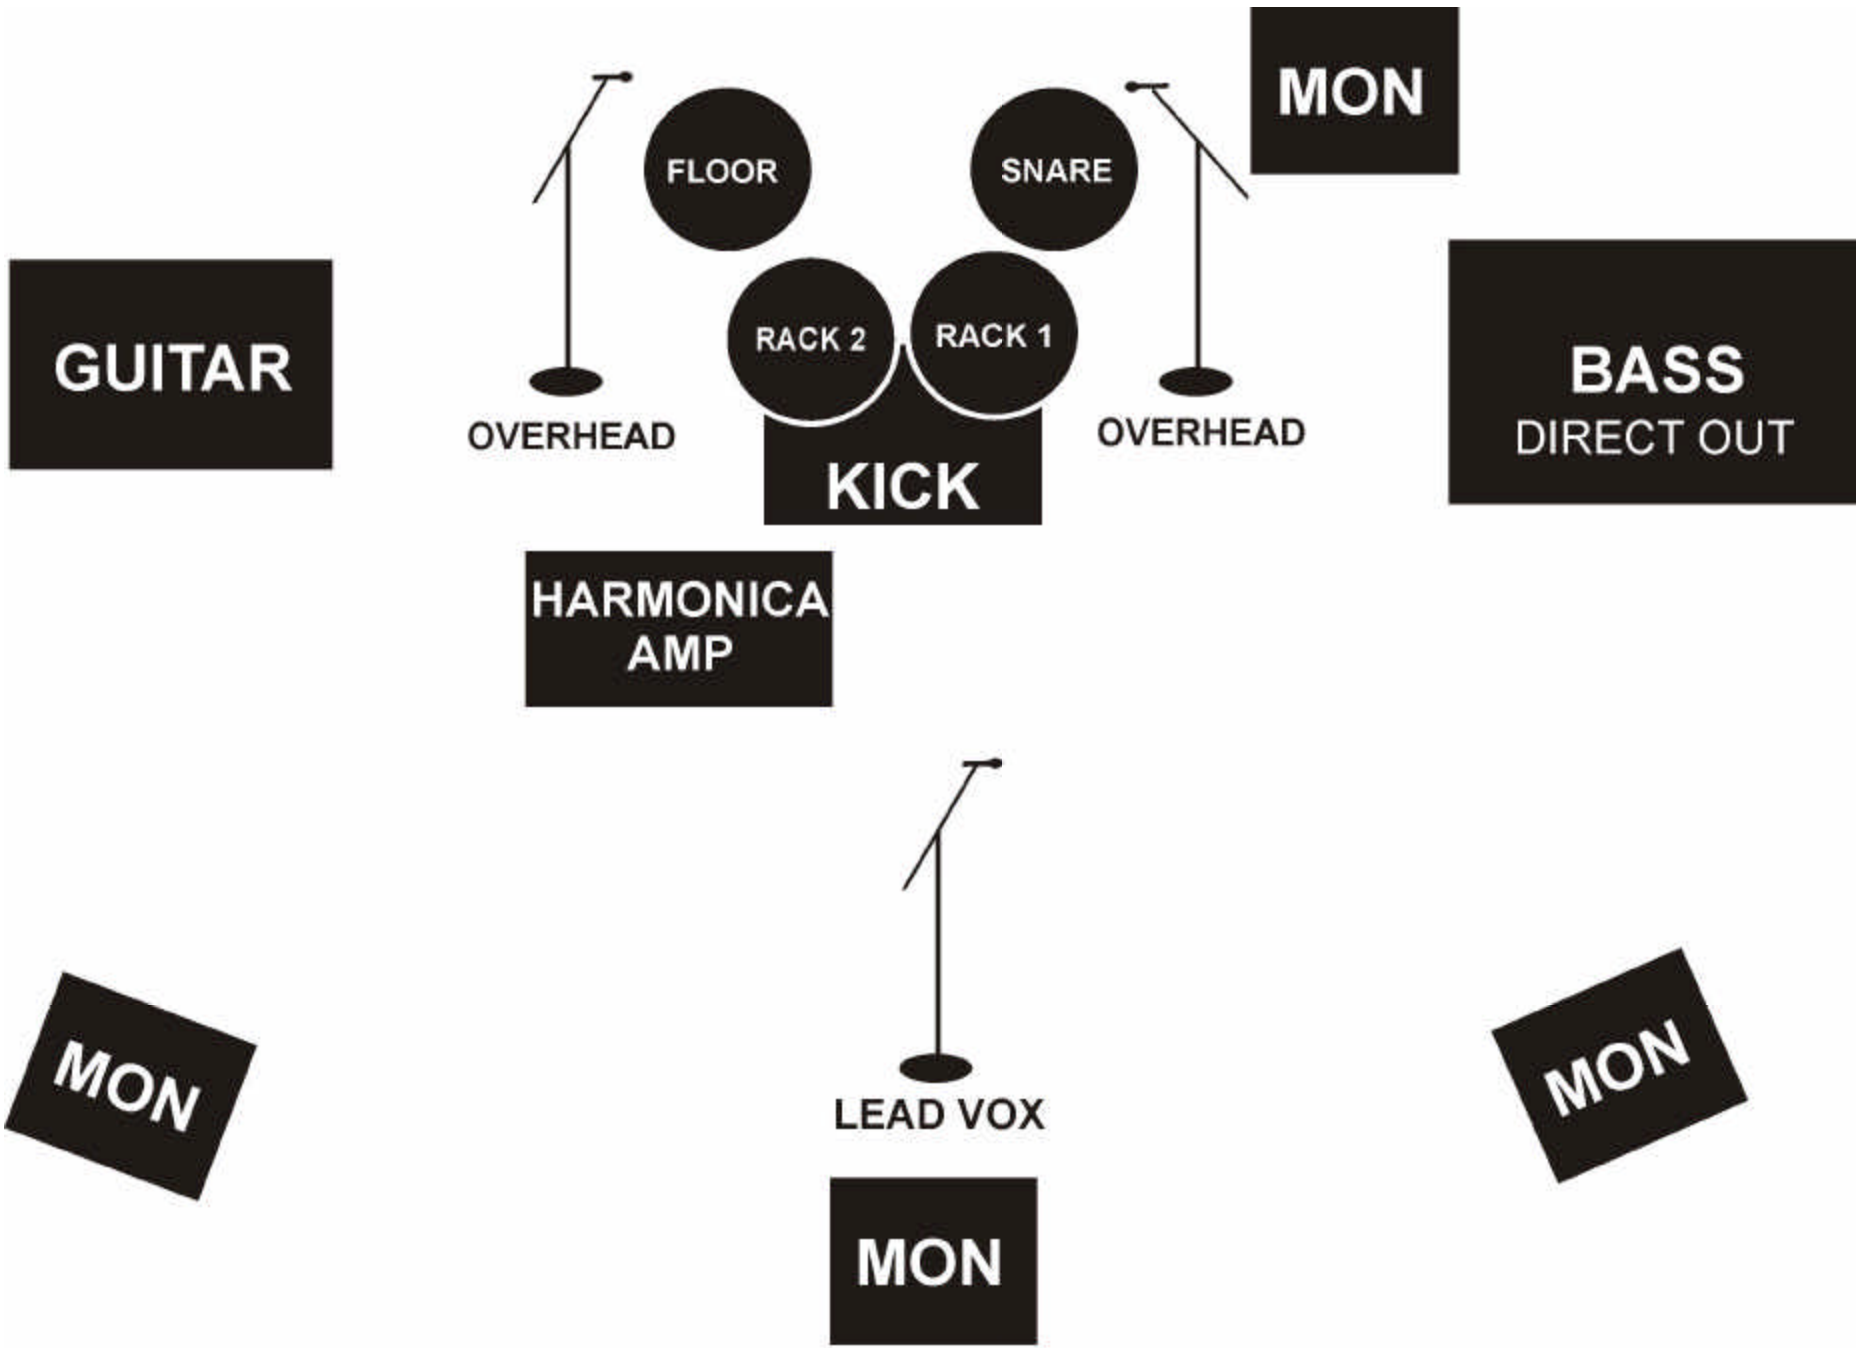 MON
FLOOR
SNARE
GUITAR
RACK 2
RACK 1
BASS
DIRECT OUT
OVERHEAD
OVERHEAD
KICK
HARMONICA
AMP
LEAD VOX
MON
MON
MON